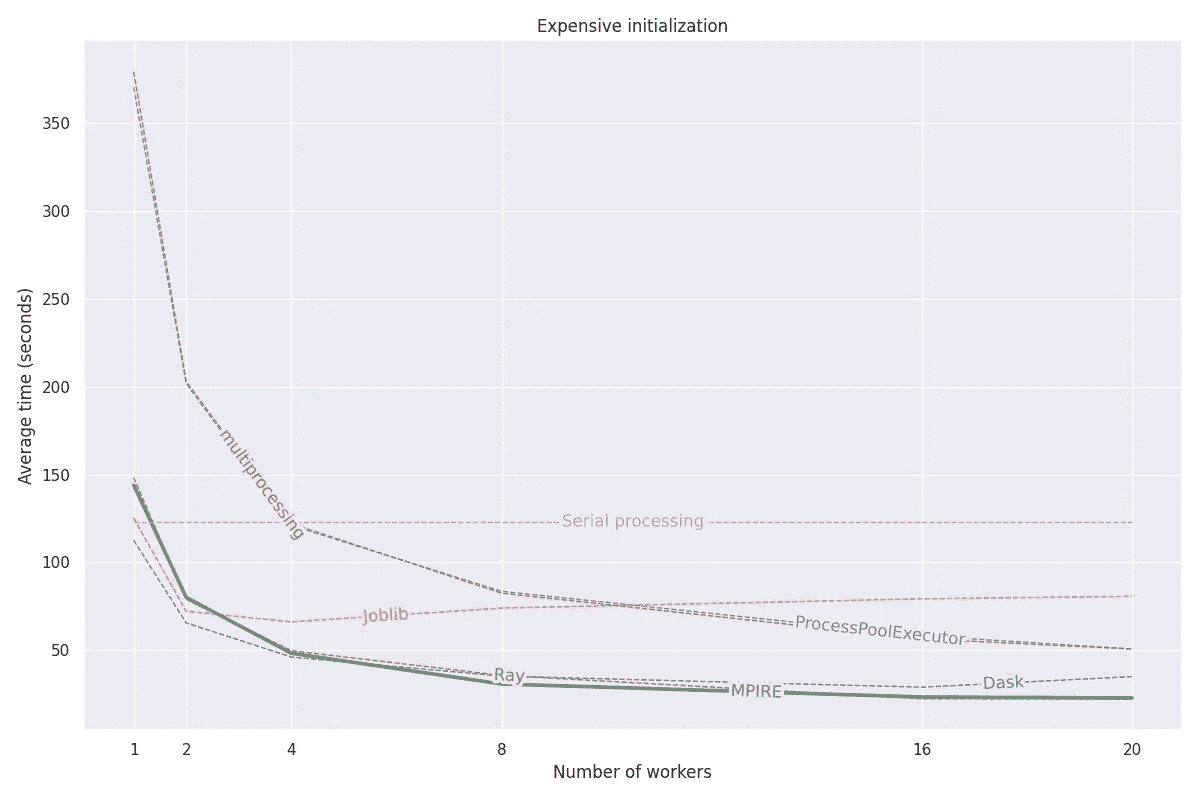 Expensive initialization
Average time (seconds)
350
300
250
200
150
100
50
multiprocessing
Serial processing
Joblib
ProcessPoolExecutor
Ray
MPIRE
Dask
1 2 4 8 16 20
Number of workers